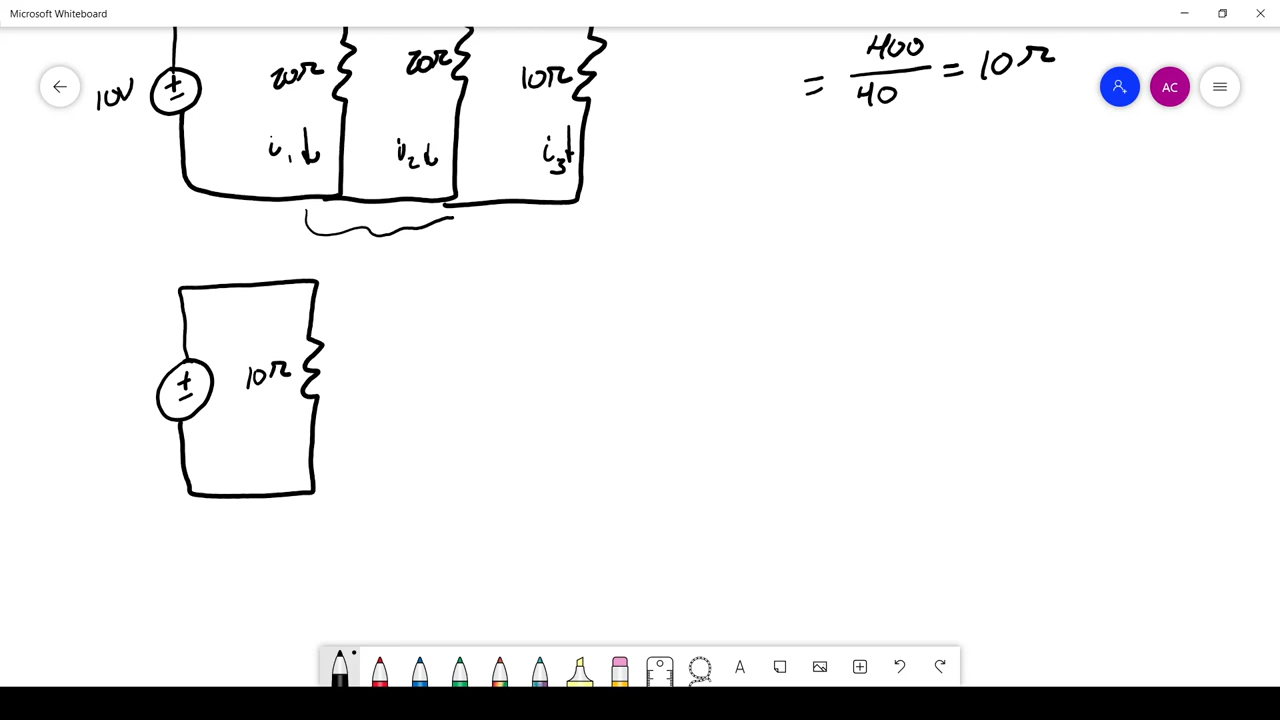 Microsoft Whiteboard
10V
+
-
20Ω
20Ω
10Ω
i₁↓
i₂↓
i₃↓
= 400/40 = 10Ω
AC
+
-
10Ω
A